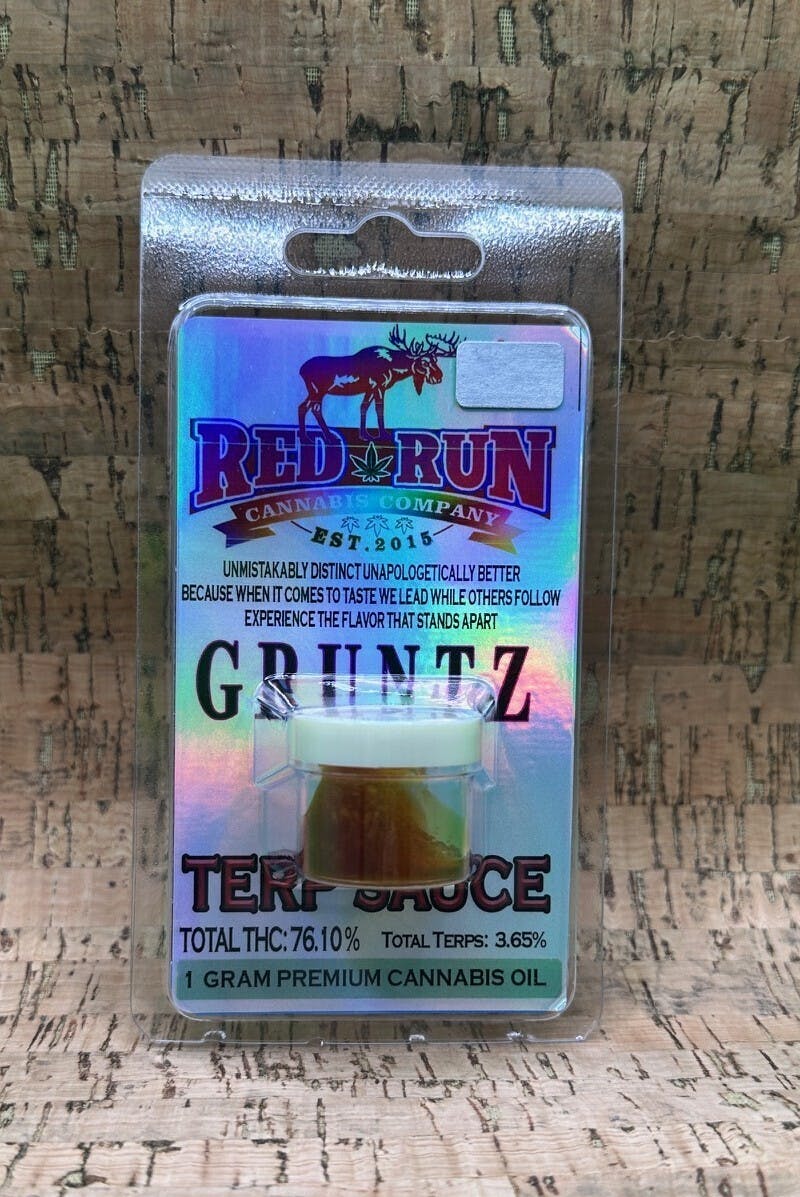 RED RUN
CANNABIS COMPANY
EST. 2015
UNMISTAKABLY DISTINCT UNAPOLOGETICALLY BETTER
BECAUSE WHEN IT COMES TO TASTE WE LEAD WHILE OTHERS FOLLOW
EXPERIENCE THE FLAVOR THAT STANDS APART
GRUNTZ
TERP SAUCE
TOTAL THC: 76.10% TOTAL TERPS: 3.65%
1 GRAM PREMIUM CANNABIS OIL